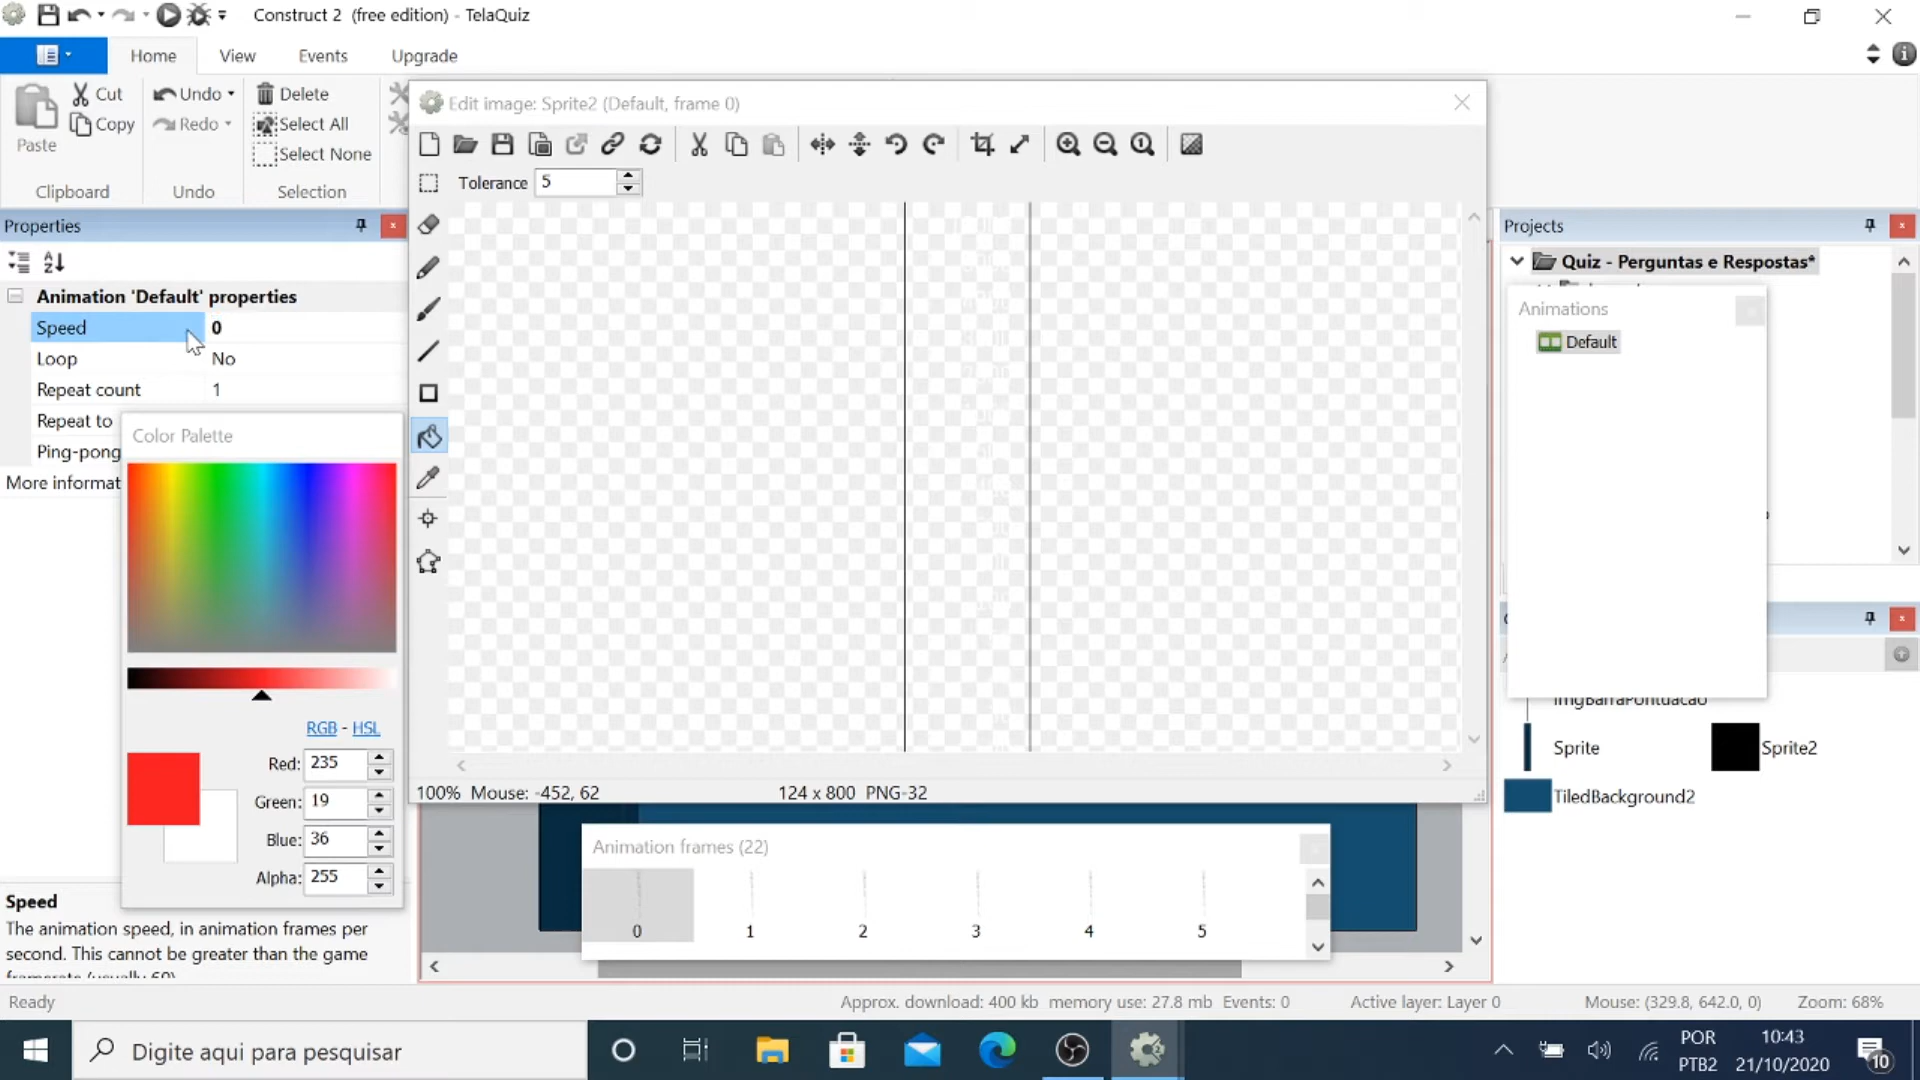 Construct 2 (free edition) - TelaQuiz
Home View Events Upgrade
Paste Cut Copy
Undo Redo
Delete
Select All
Select None
Clipboard Undo Selection
Edit image: Sprite2 (Default, frame 0)
Tolerance 5
Properties
Animation 'Default' properties
Speed 0
Loop No
Repeat count 1
Repeat to
Ping-pong
More informat
Color Palette
RGB - HSL
Red: 235
Green: 19
Blue: 36
Alpha: 255
Speed
The animation speed, in animation frames per
second. This cannot be greater than the game
100% Mouse: -452, 62 124 x 800 PNG-32
Animation frames (22)
0 1 2 3 4 5
Projects
Quiz - Perguntas e Respostas*
Animations
Default
ImgBarraPontuacao
Sprite Sprite2
TiledBackground2
Ready Approx. download: 400 kb memory use: 27.8 mb Events: 0 Active layer: Layer 0 Mouse: (329.8, 642.0, 0) Zoom: 68%
Digite aqui para pesquisar
POR
PTB2
10:43
21/10/2020
10